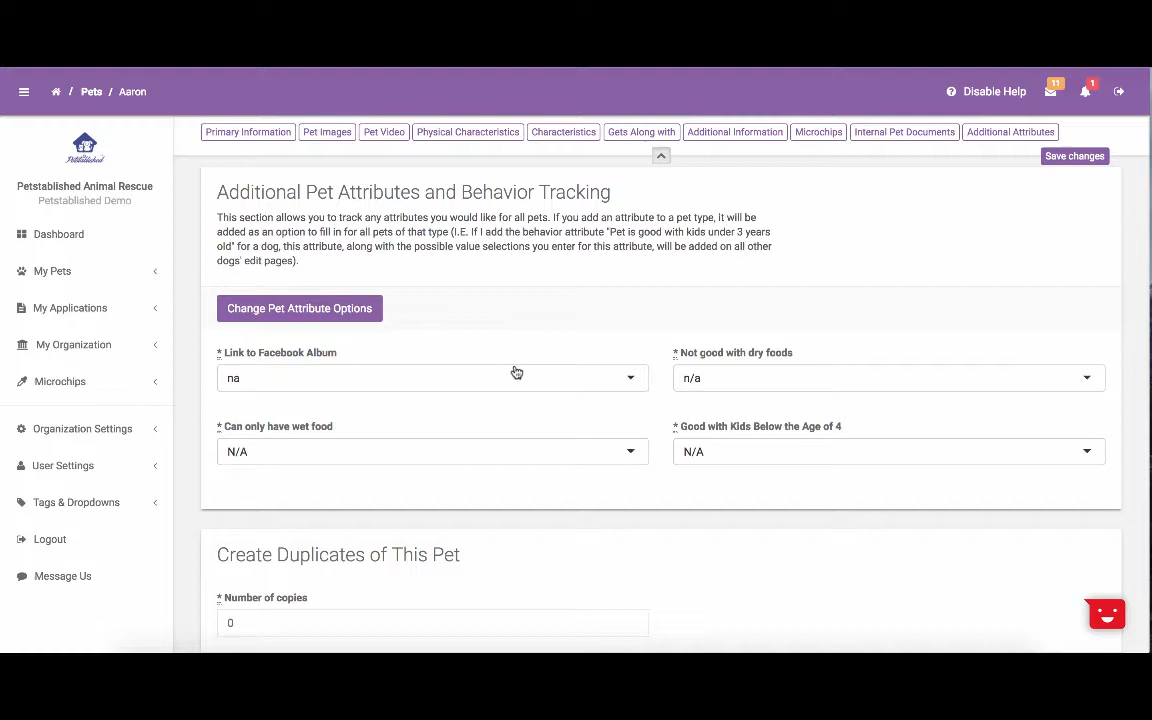 / Pets / Aaron
Disable Help
11
1
Petstablished
Petstablished Animal Rescue
Petstablished Demo
Dashboard
My Pets
My Applications
My Organization
Microchips
Organization Settings
User Settings
Tags & Dropdowns
Logout
Message Us
Primary Information
Pet Images
Pet Video
Physical Characteristics
Characteristics
Gets Along with
Additional Information
Microchips
Internal Pet Documents
Additional Attributes
Save changes
Additional Pet Attributes and Behavior Tracking
This section allows you to track any attributes you would like for all pets. If you add an attribute to a pet type, it will be
added as an option to fill in for all pets of that type (I.E. If I add the behavior attribute "Pet is good with kids under 3 years
old" for a dog, this attribute, along with the possible value selections you enter for this attribute, will be added on all other
dogs' edit pages).
Change Pet Attribute Options
* Link to Facebook Album
na
* Not good with dry foods
n/a
* Can only have wet food
N/A
* Good with Kids Below the Age of 4
N/A
Create Duplicates of This Pet
* Number of copies
0